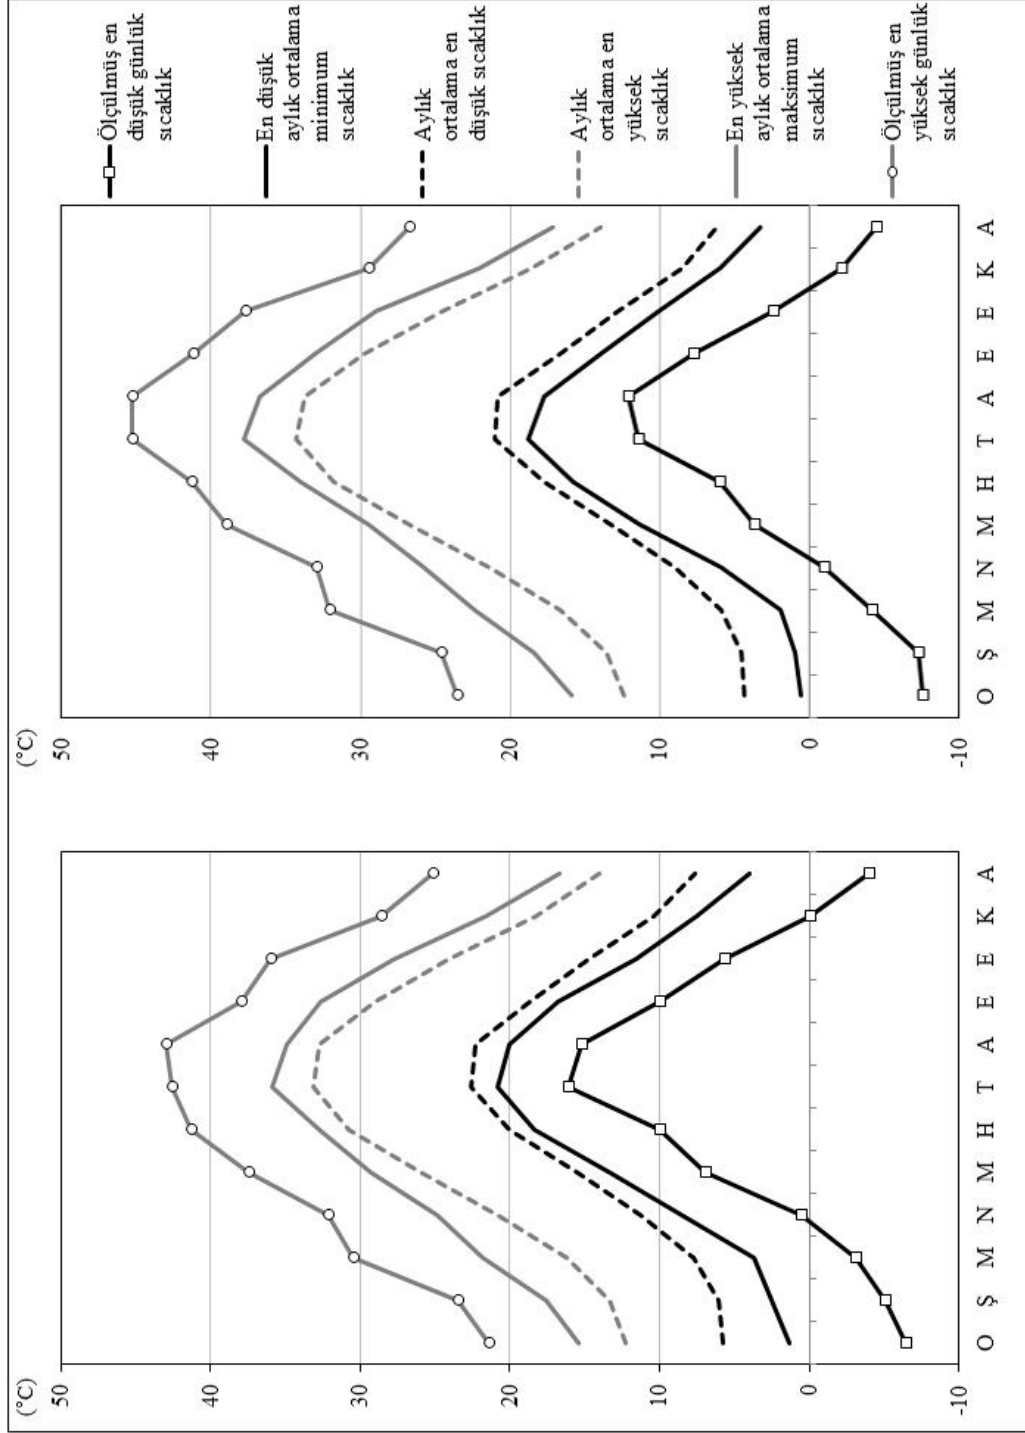 (°C)
50
40
30
20
10
0
-10
O Ş M N M H T A E E K A
(°C)
50
40
30
20
10
0
-10
O Ş M N M H T A E E K A
Ölçülmüş en
düşük günlük
sıcaklık
En düşük
aylık ortalama
minimum
sıcaklık
Aylık
ortalama en
düşük sıcaklık
Aylık
ortalama en
yüksek
sıcaklık
En yüksek
aylık ortalama
maksimum
sıcaklık
Ölçülmüş en
yüksek günlük
sıcaklık